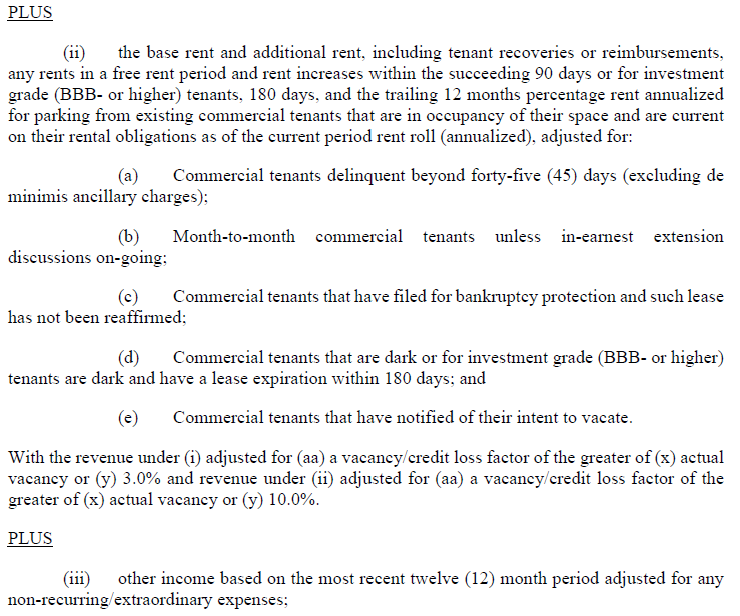 PLUS
(ii) the base rent and additional rent, including tenant recoveries or reimbursements,
any rents in a free rent period and rent increases within the succeeding 90 days or for investment
grade (BBB- or higher) tenants, 180 days, and the trailing 12 months percentage rent annualized
for parking from existing commercial tenants that are in occupancy of their space and are current
on their rental obligations as of the current period rent roll (annualized), adjusted for:
(a) Commercial tenants delinquent beyond forty-five (45) days (excluding de
minimis ancillary charges);
(b) Month-to-month commercial tenants unless in-earnest extension
discussions on-going;
(c) Commercial tenants that have filed for bankruptcy protection and such lease
has not been reaffirmed;
(d) Commercial tenants that are dark or for investment grade (BBB- or higher)
tenants are dark and have a lease expiration within 180 days; and
(e) Commercial tenants that have notified of their intent to vacate.
With the revenue under (i) adjusted for (aa) a vacancy/credit loss factor of the greater of (x) actual
vacancy or (y) 3.0% and revenue under (ii) adjusted for (aa) a vacancy/credit loss factor of the
greater of (x) actual vacancy or (y) 10.0%.
PLUS
(iii) other income based on the most recent twelve (12) month period adjusted for any
non-recurring/extraordinary expenses;